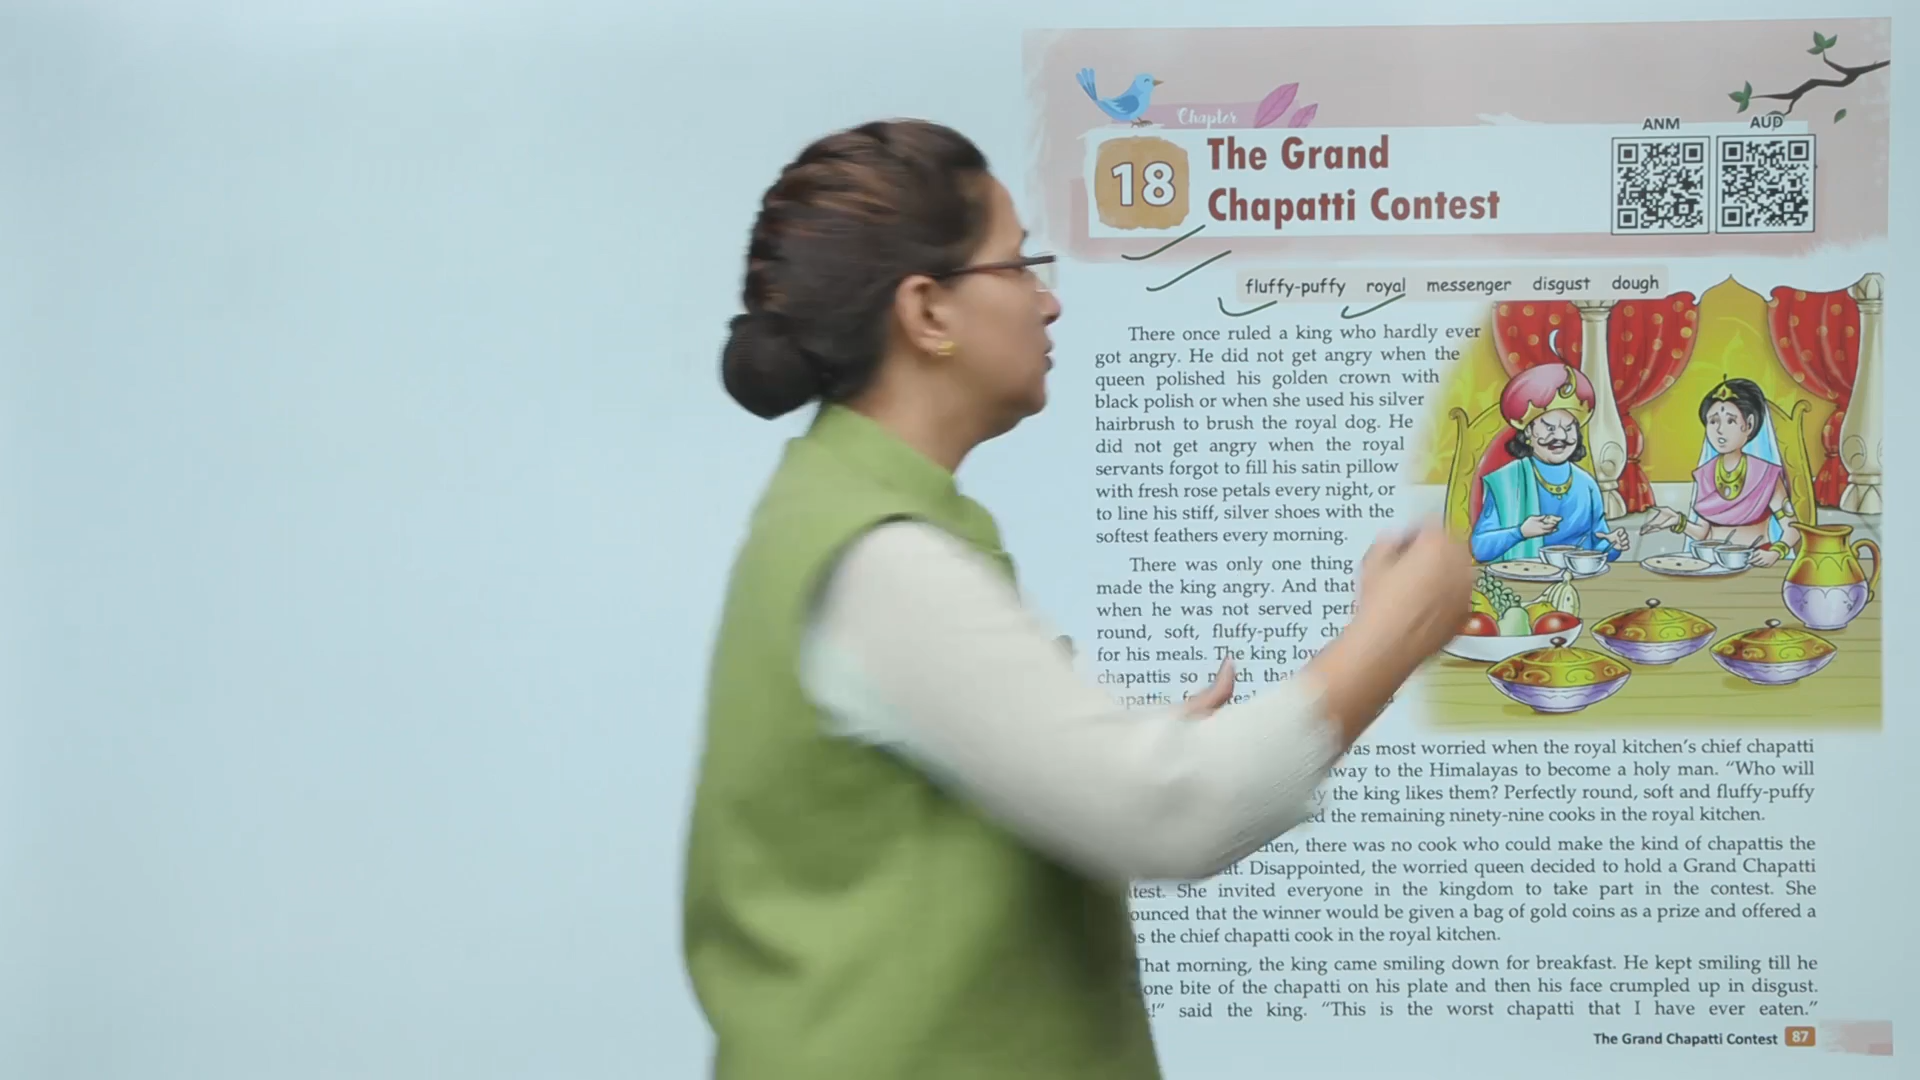 Chapter
18
The Grand
Chapatti Contest
ANM
AUD
fluffy-puffy royal messenger disgust dough
There once ruled a king who hardly ever
got angry. He did not get angry when the
queen polished his golden crown with
black polish or when she used his silver
hairbrush to brush the royal dog. He
did not get angry when the royal
servants forgot to fill his satin pillow
with fresh rose petals every night, or
to line his stiff, silver shoes with the
softest feathers every morning.
There was only one thing
made the king angry. And that
when he was not served
round, soft, fluffy-puffy
for his meals. The king
chapattis so
most worried when the royal kitchen's chief chapatti
to the Himalayas to become a holy man. "Who will
the king likes them? Perfectly round, soft and fluffy-puffy
the remaining ninety-nine cooks in the royal kitchen.
there was no cook who could make the kind of chapattis the
Disappointed, the worried queen decided to hold a Grand Chapatti
She invited everyone in the kingdom to take part in the contest. She
that the winner would be given a bag of gold coins as a prize and offered a
the chief chapatti cook in the royal kitchen.
That morning, the king came smiling down for breakfast. He kept smiling till he
one bite of the chapatti on his plate and then his face crumpled up in disgust.
!" said the king. "This is the worst chapatti that I have ever eaten."
The Grand Chapatti Contest 87